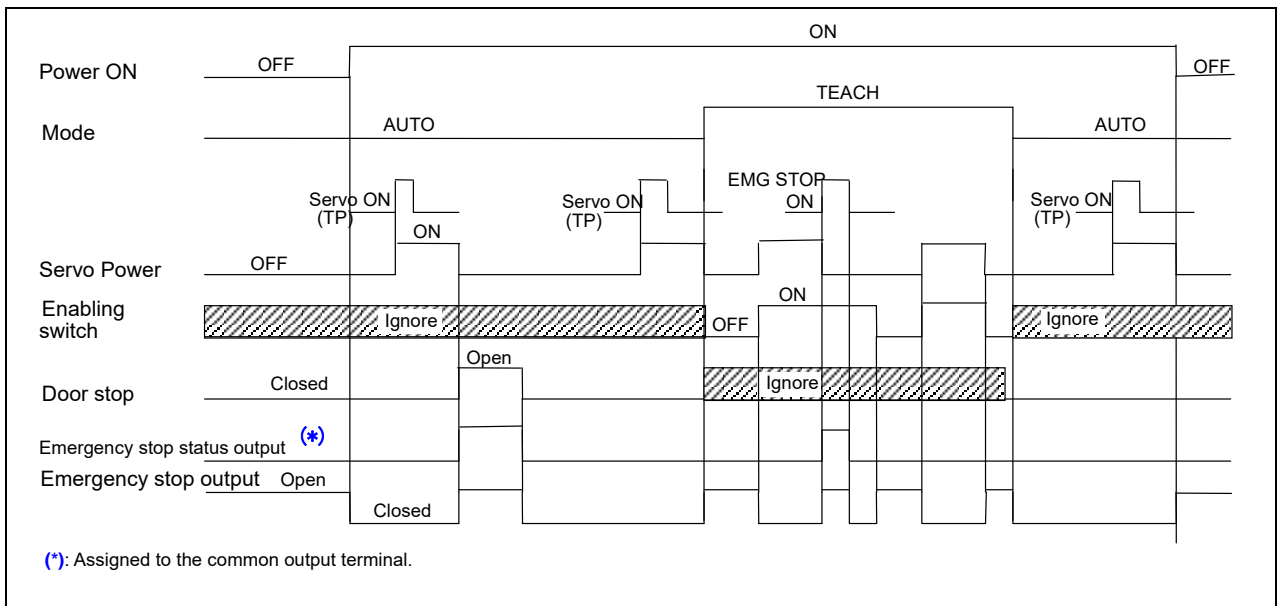 ON
Power ON
OFF
OFF
TEACH
Mode
AUTO
AUTO
EMG STOP
ON
Servo ON
(TP)
Servo ON
(TP)
Servo ON
(TP)
ON
Servo Power
OFF
Enabling
switch
Ignore
OFF
ON
Ignore
Open
Door stop
Closed
Ignore
Emergency stop status output (*)
Emergency stop output
Open
Closed
(*): Assigned to the common output terminal.